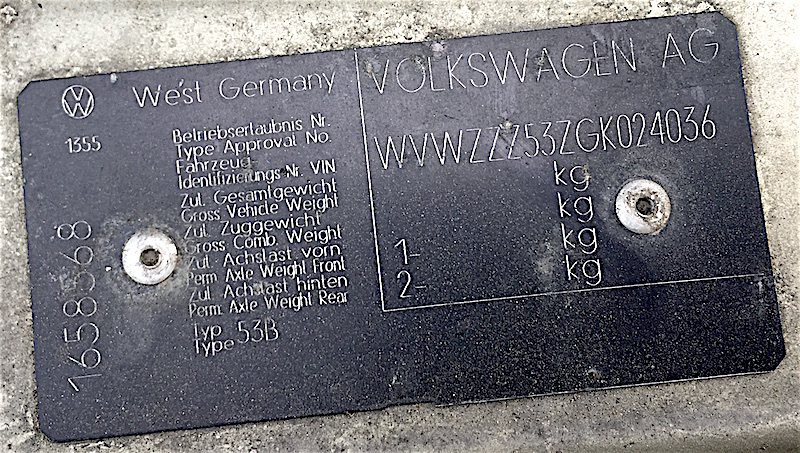 West Germany
1355
1658568
Betriebserlaubnis Nr.
Type Approval No.
Fahrzeug-
Identifizierungs-Nr. VIN
Zul. Gesamtgewicht
Gross Vehicle Weight
Zul. Zuggewicht
Gross Comb. Weight
Zul. Achslast vorn
Perm. Axle Weight Front
Zul. Achslast hinten
Perm. Axle Weight Rear
Typ
Type 53B
VOLKSWAGEN AG
WVWZZZ53ZGK024036
kg
kg
1- kg
2- kg